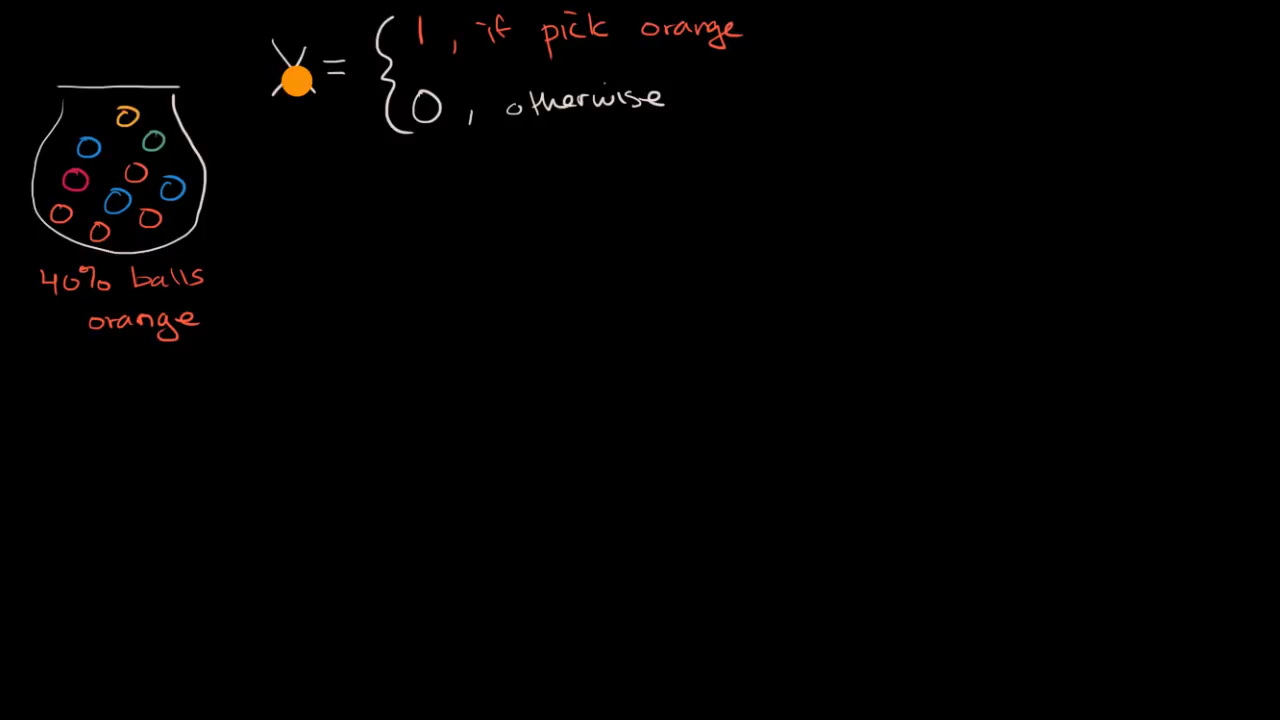 X = { 1, if pick orange
0, otherwise
40% balls
orange